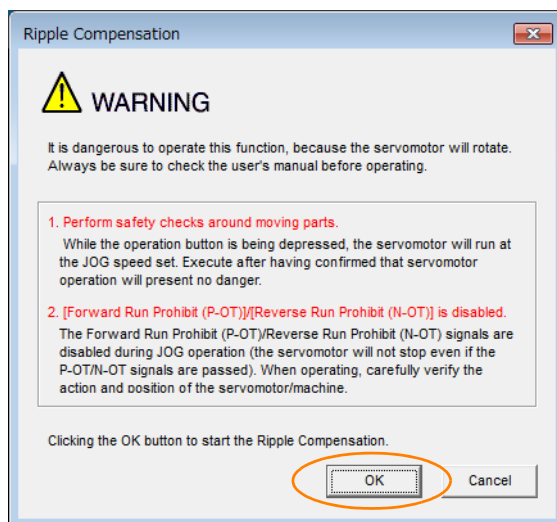 Ripple Compensation
WARNING
It is dangerous to operate this function, because the servomotor will rotate.
Always be sure to check the user's manual before operating.
1. Perform safety checks around moving parts.
While the operation button is being depressed, the servomotor will run at
the JOG speed set. Execute after having confirmed that servomotor
operation will present no danger.
2. [Forward Run Prohibit (P-OT)]/[Reverse Run Prohibit (N-OT)] is disabled.
The Forward Run Prohibit (P-OT)/Reverse Run Prohibit (N-OT) signals are
disabled during JOG operation (the servomotor will not stop even if the
P-OT/N-OT signals are passed). When operating, carefully verify the
action and position of the servomotor/machine.
Clicking the OK button to start the Ripple Compensation.
OK
Cancel